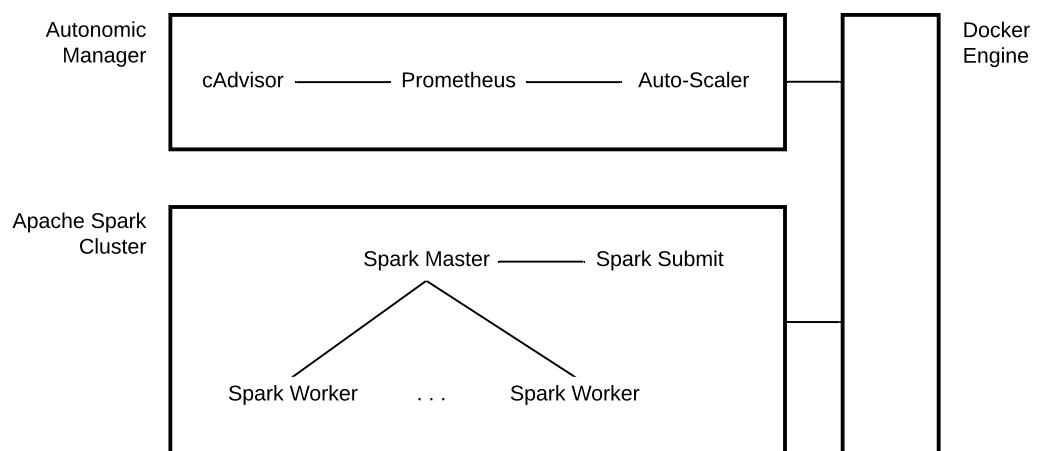 Autonomic
Manager
cAdvisor
Prometheus
Auto-Scaler
Docker
Engine
Apache Spark
Cluster
Spark Master
Spark Submit
Spark Worker
. . .
Spark Worker